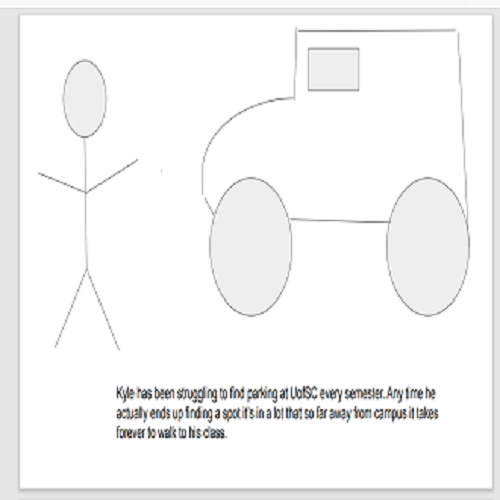 Kyle has been struggling to find parking at UofSC every semester. Any time he
actually ends up finding a spot it's in a lot that so far away from campus it takes
forever to walk to his class.